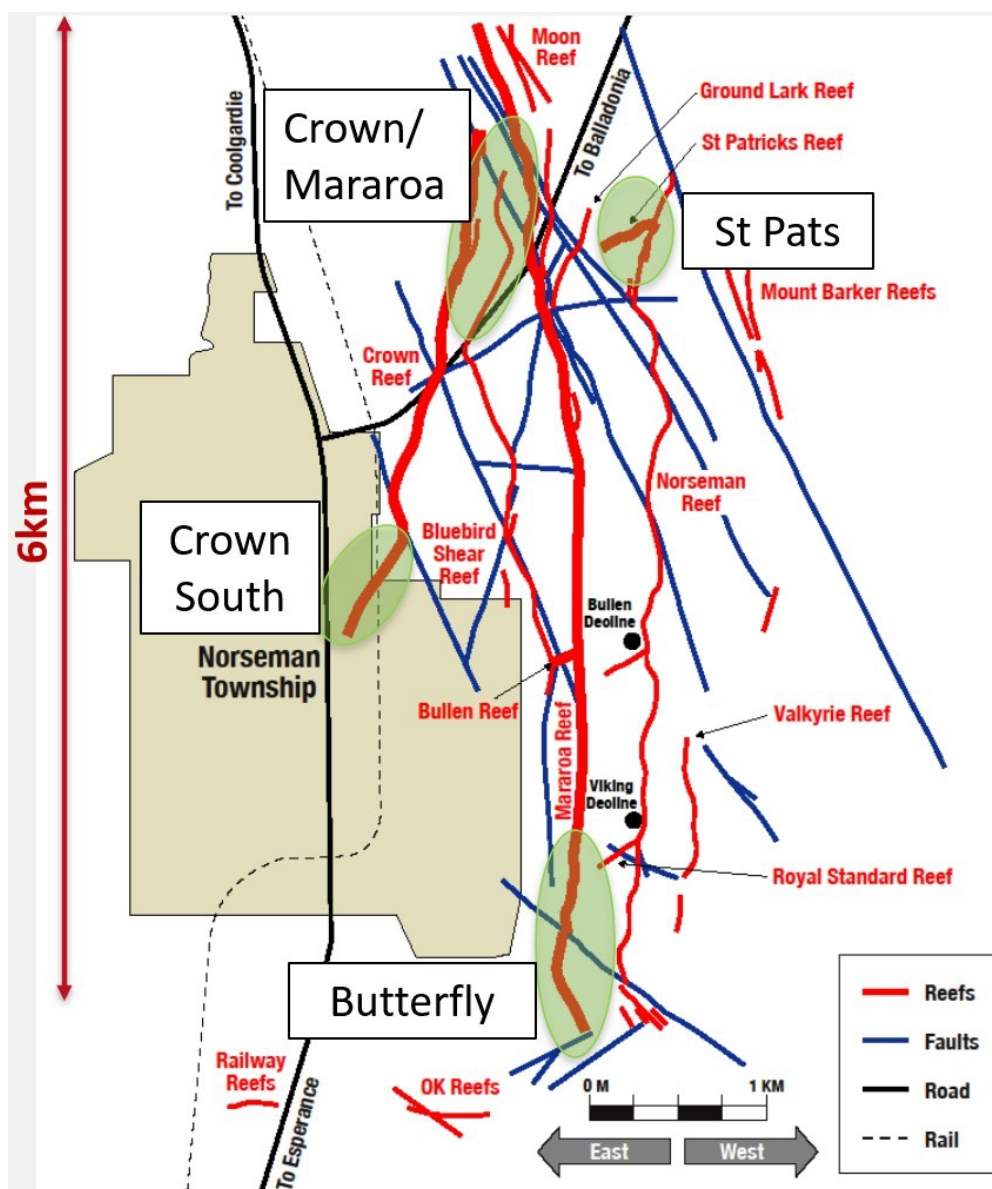 Moon
Reef
To Coolgardie
To Balladonia
Ground Lark Reef
St Patricks Reef
Crown/
Mararoa
St Pats
Mount Barker Reefs
Crown
Reef
6km
Norseman
Reef
Crown
South
Bluebird
Shear
Reef
Bullen
Deoline
Norseman
Township
Bullen Reef
Mararoa Reef
Valkyrie Reef
Viking
Deoline
Royal Standard Reef
Butterfly
Reefs
Faults
Road
Rail
Railway
Reefs
To Esperance
OK Reefs
0 M
1 KM
East
West